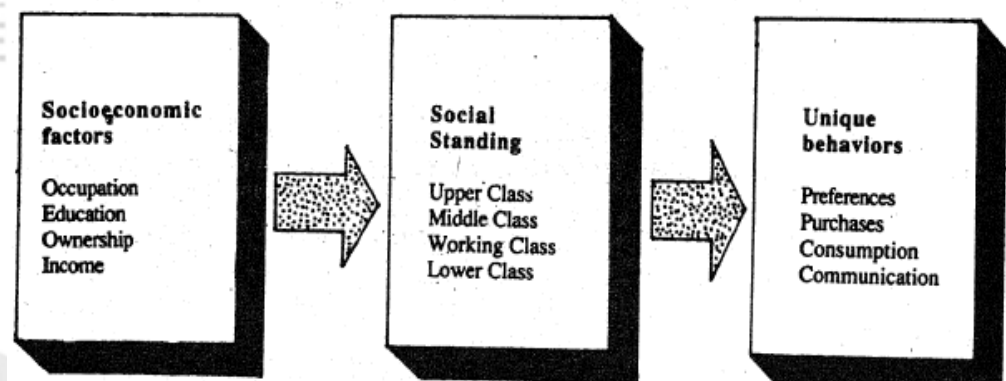 Socioeconomic
factors
Occupation
Education
Ownership
Income
Social
Standing
Upper Class
Middle Class
Working Class
Lower Class
Unique
behaviors
Preferences
Purchases
Consumption
Communication